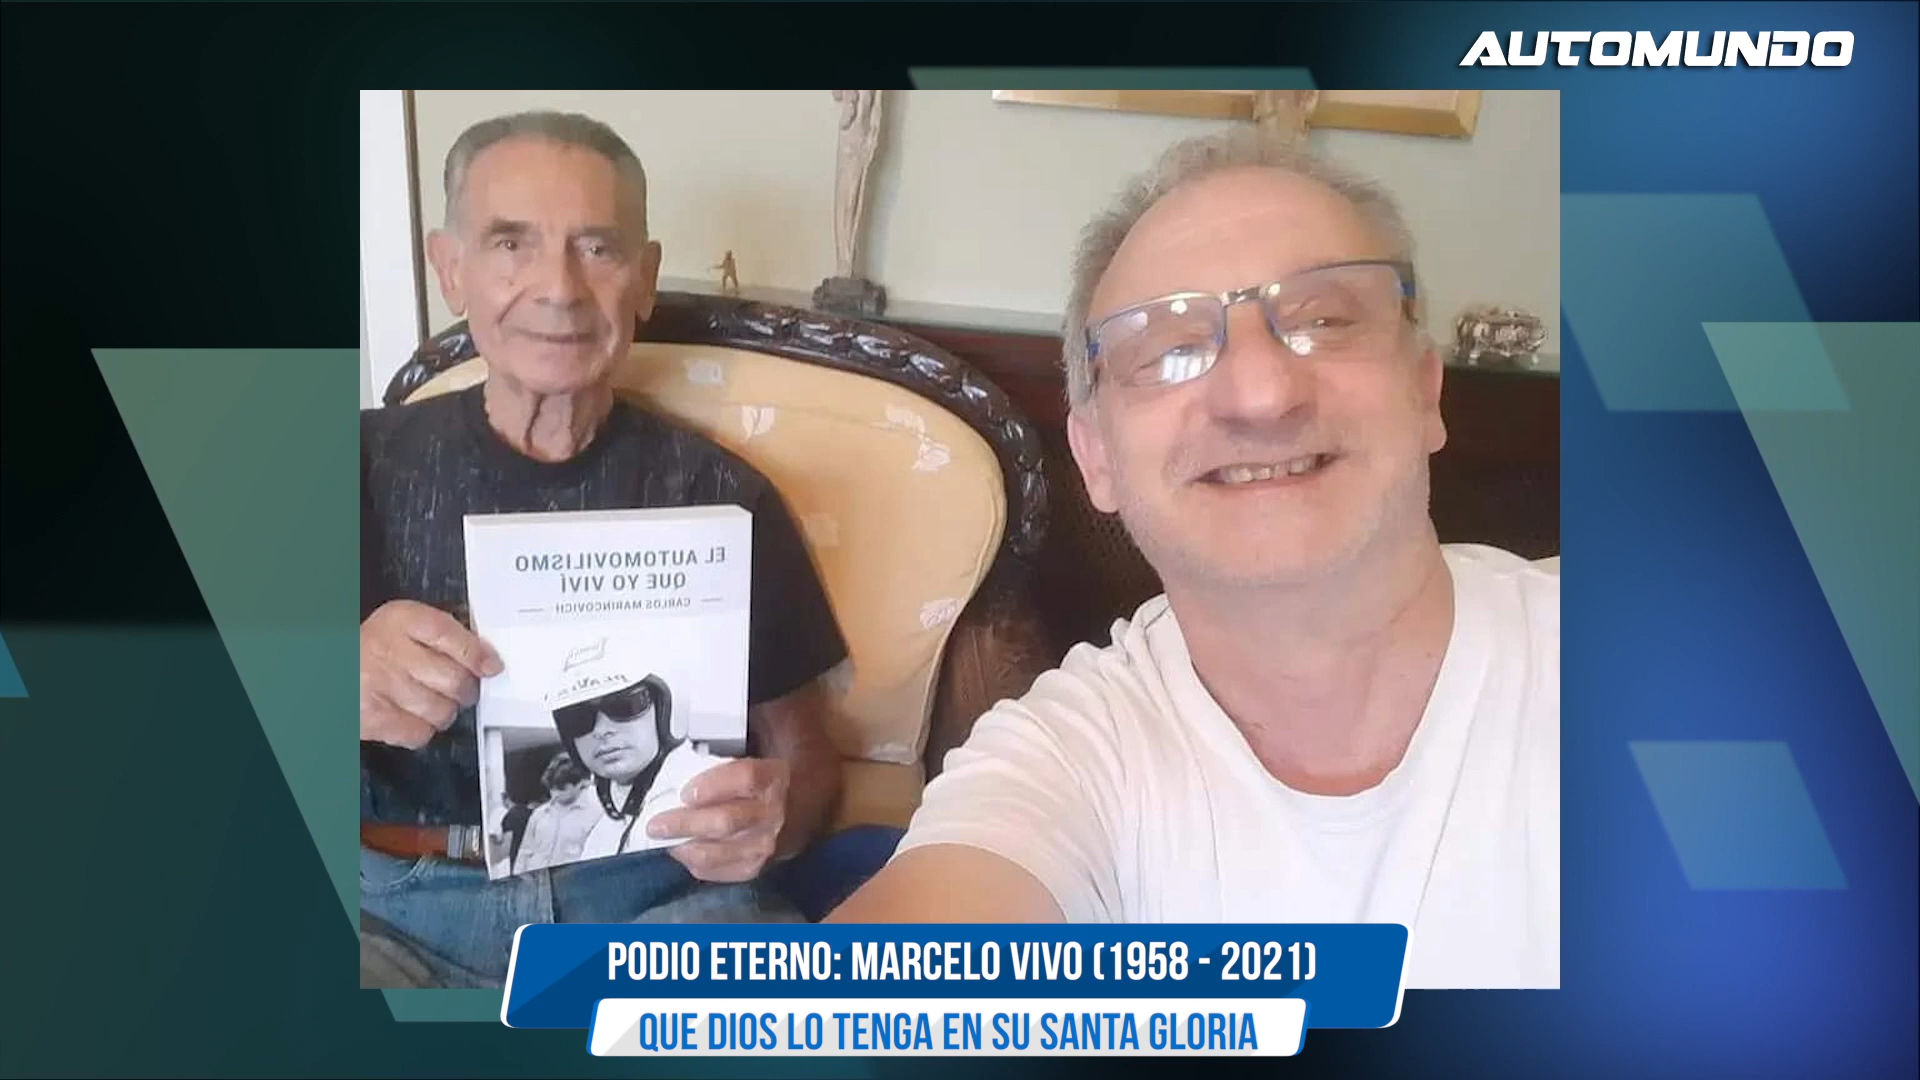 AUTOMUNDO
EL AUTOMOVILISMO
QUE YO VIVÍ
CARLOS MARINCOVICH
PODIO ETERNO: MARCELO VIVO (1958 - 2021)
QUE DIOS LO TENGA EN SU SANTA GLORIA